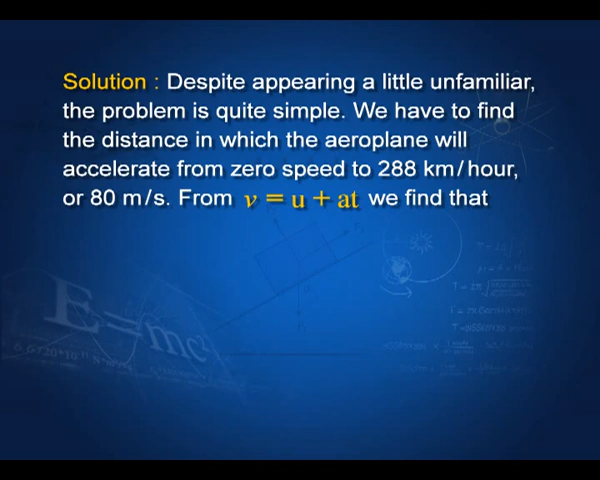 Solution : Despite appearing a little unfamiliar,
the problem is quite simple. We have to find
the distance in which the aeroplane will
accelerate from zero speed to 288 km/hour,
or 80 m/s. From v = u + at we find that
E=mc²